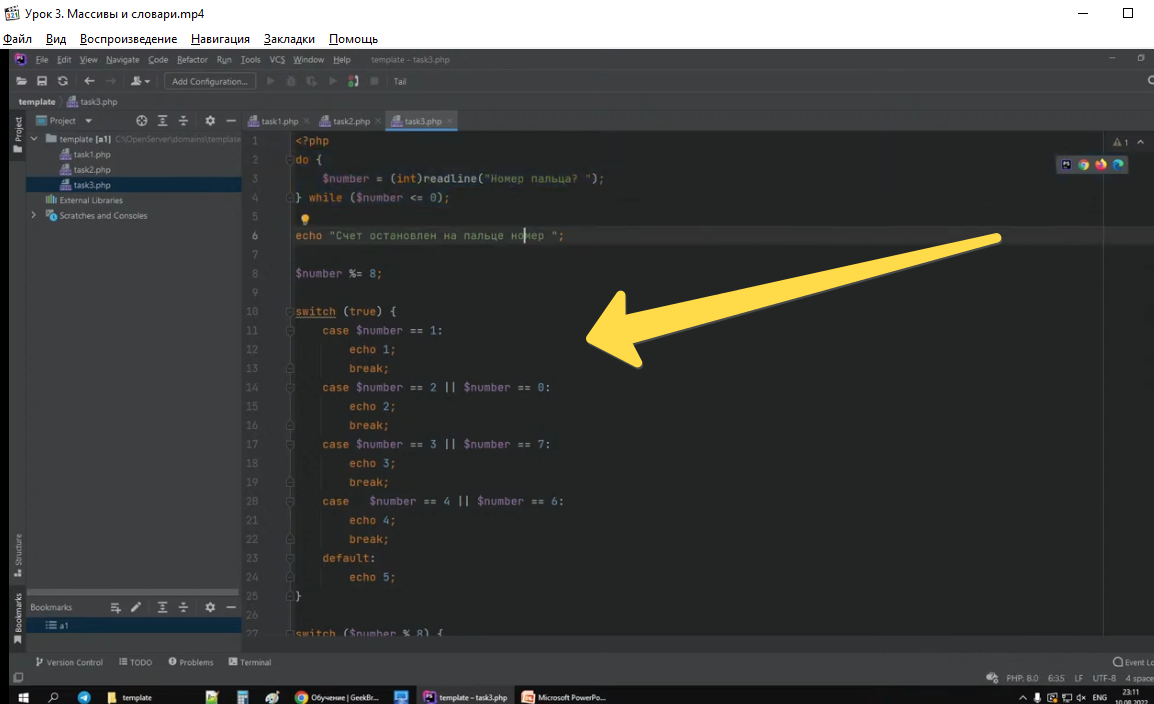 Урок 3. Массивы и словари.mp4
Файл Вид Воспроизведение Навигация Закладки Помощь
File Edit View Navigate Code Refactor Run Tools VCS Window Help template – task3.php
Add Configuration... Tail
template task3.php
Project task1.php task2.php task3.php
template [a1] C:\OpenServer\domains\template
task1.php
task2.php
task3.php
External Libraries
Scratches and Consoles
1 <?php
2 do {
3 $number = (int)readline("Номер пальца? ");
4 } while ($number <= 0);
5
6 echo "Счет остановлен на пальце номер ";
7
8 $number %= 8;
9
10 switch (true) {
11 case $number == 1:
12 echo 1;
13 break;
14 case $number == 2 || $number == 0:
15 echo 2;
16 break;
17 case $number == 3 || $number == 7:
18 echo 3;
19 break;
20 case $number == 4 || $number == 6:
21 echo 4;
22 break;
23 default:
24 echo 5;
25 }
26
27 switch ($number % 8) {
1
Project
Structure
Bookmarks
Bookmarks
a1
Version Control TODO Problems Terminal Event Lo
PHP: 8.0 6:35 LF UTF-8 4 space
template Обучение | GeekBr... template – task3.php Microsoft PowerPo... ENG 23:11
10.08.2022